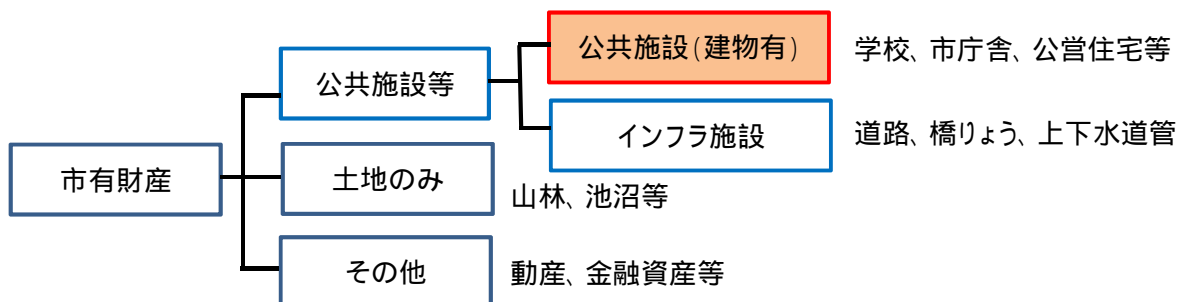 公共施設(建物有)
学校、市庁舎、公営住宅等
公共施設等
インフラ施設
道路、橋りょう、上下水道管
市有財産
土地のみ
山林、池沼等
その他
動産、金融資産等